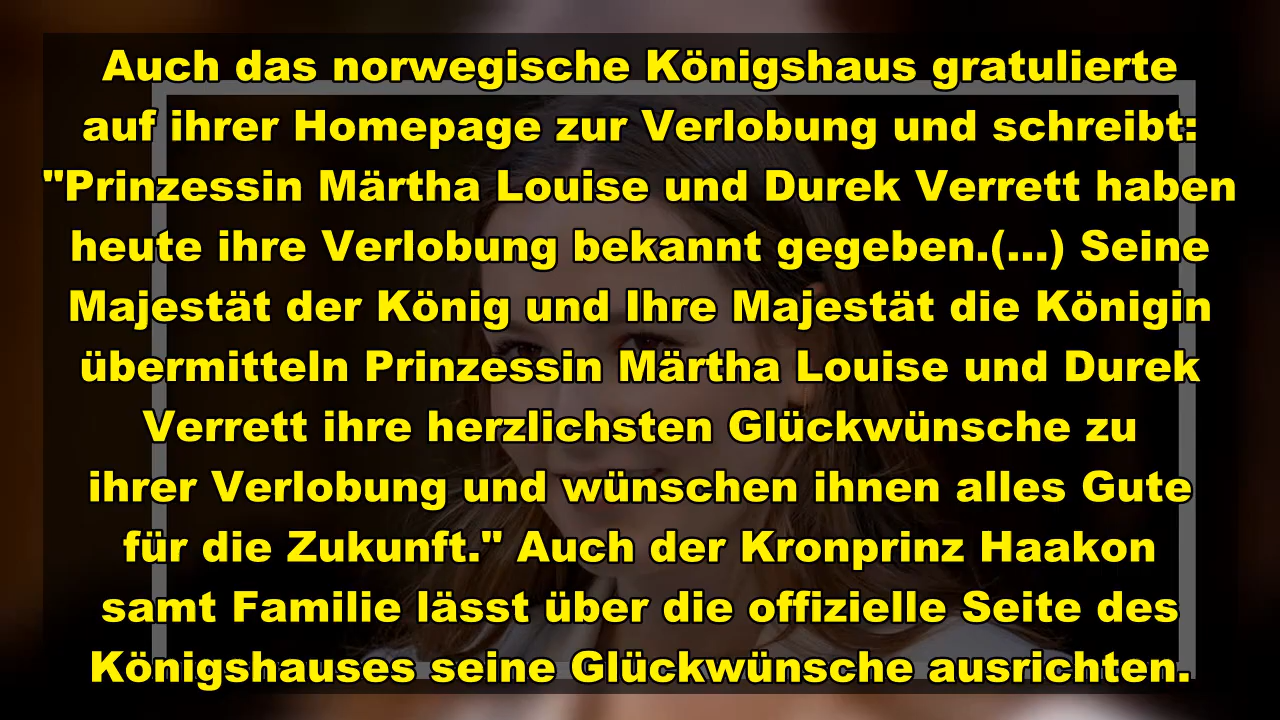 Auch das norwegische Königshaus gratulierte
auf ihrer Homepage zur Verlobung und schreibt:
"Prinzessin Märtha Louise und Durek Verrett haben
heute ihre Verlobung bekannt gegeben.(...) Seine
Majestät der König und Ihre Majestät die Königin
übermitteln Prinzessin Märtha Louise und Durek
Verrett ihre herzlichsten Glückwünsche zu
ihrer Verlobung und wünschen ihnen alles Gute
für die Zukunft." Auch der Kronprinz Haakon
samt Familie lässt über die offizielle Seite des
Königshauses seine Glückwünsche ausrichten.